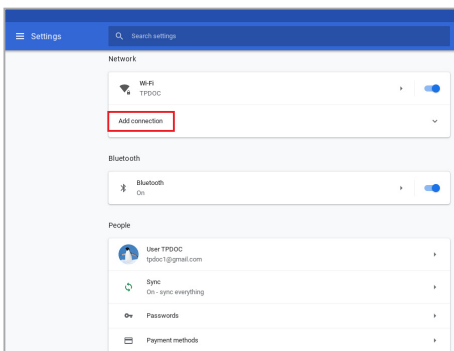 Settings
Search settings
Network
Wi-Fi
TPDOC
Add connection
Bluetooth
Bluetooth
On
People
User TPDOC
tpdoc1@gmail.com
Sync
On - sync everything
Passwords
Payment methods